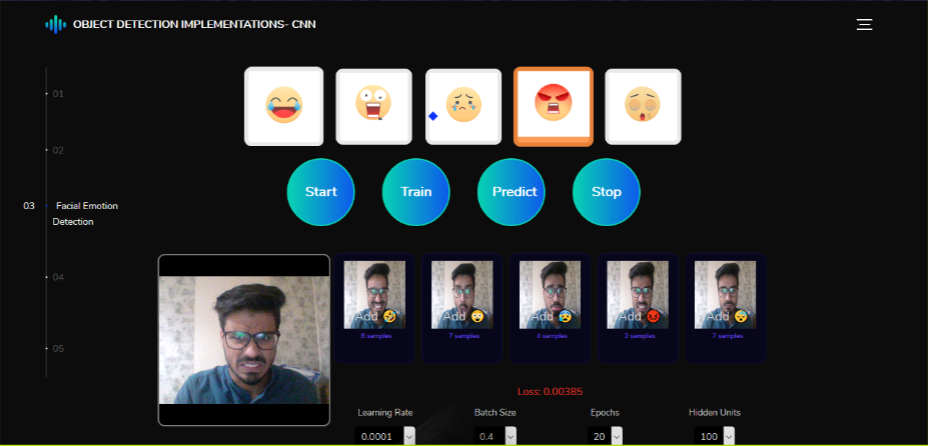 OBJECT DETECTION IMPLEMENTATIONS- CNN
01
02
03 Facial Emotion
Detection
04
05
Start Train Predict Stop
Add 🤣 Add 😲 Add 😰 Add 😡 Add 😴
8 samples 7 samples 4 samples 2 samples 7 samples
Loss: 0.00385
Learning Rate Batch Size Epochs Hidden Units
0.0001 0.4 20 100